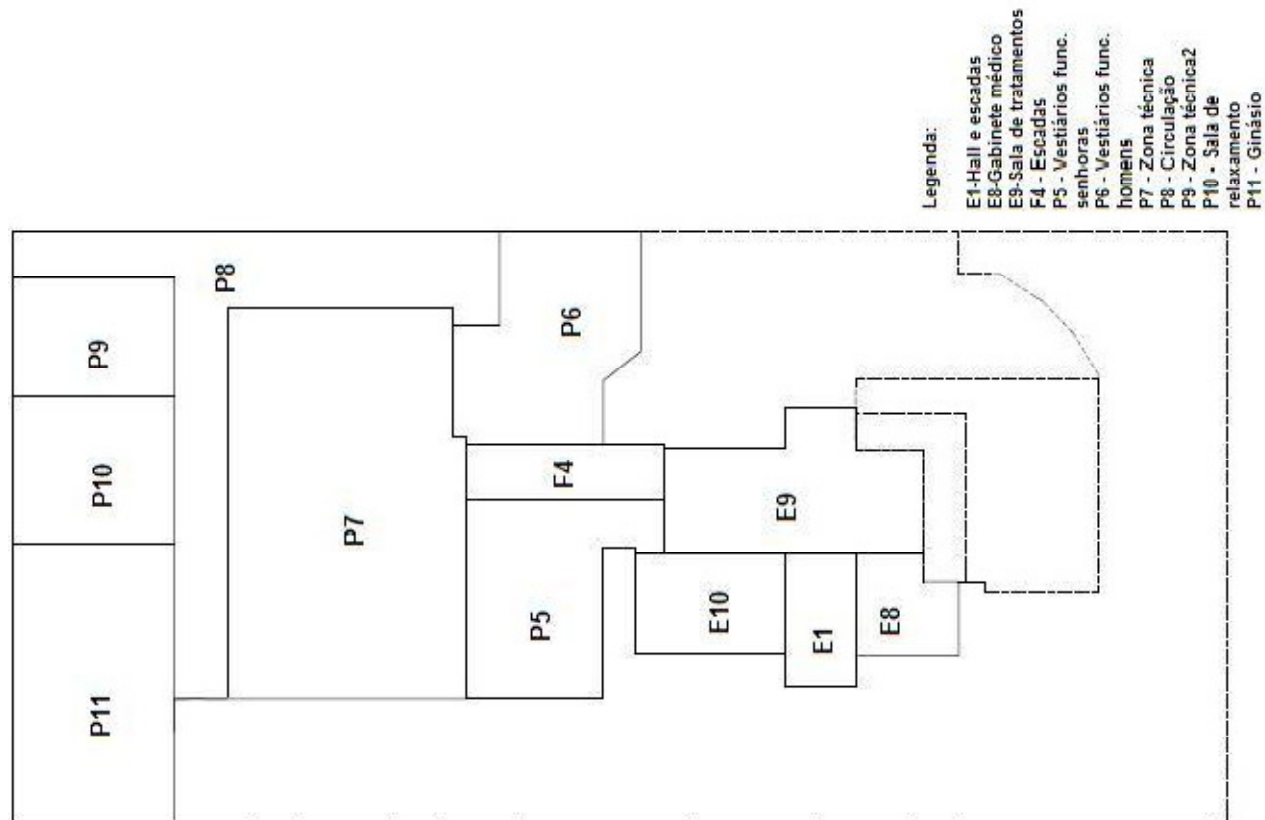 P8
P9
P6
P10
F4
P7
E9
P5
E10
E1
E8
P11
Legenda:
E1-Hall e escadas
E8-Gabinete médico
E9-Sala de tratamentos
F4 - Escadas
P5 - Vestiários func.
senhoras
P6 - Vestiários func.
homens
P7 - Zona técnica
P8 - Circulação
P9 - Zona técnica2
P10 - Sala de
relaxamento
P11 - Ginásio